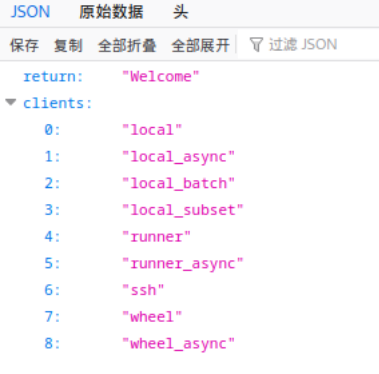 JSON 原始数据 头
保存 复制 全部折叠 全部展开 过滤 JSON
return: "Welcome"
clients:
0: "local"
1: "local_async"
2: "local_batch"
3: "local_subset"
4: "runner"
5: "runner_async"
6: "ssh"
7: "wheel"
8: "wheel_async"